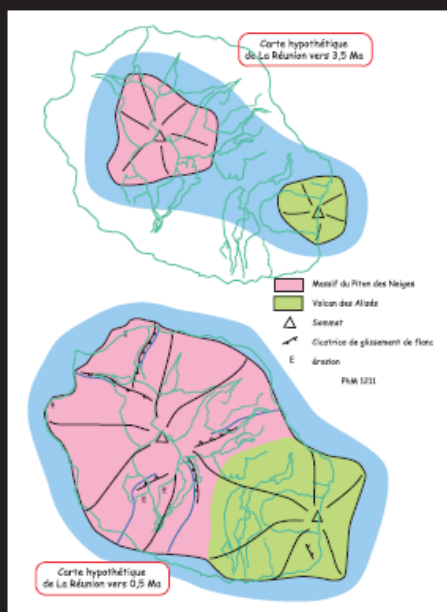 Carte hypothétique
de La Réunion vers 3,5 Ma
Massif du Piton des Neiges
Volcan des Alizés
Sommet
Cicatrice de glissement de flanc
E érosion
PhM 1211
E
E E
Carte hypothétique
de La Réunion vers 0,5 Ma